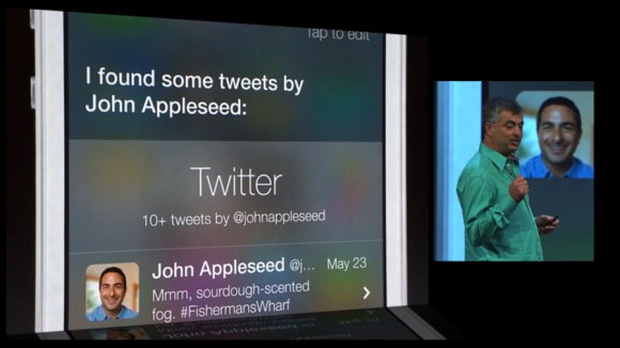 Tap to edit
I found some tweets by
John Appleseed:
Twitter
10+ tweets by @johnappleseed
John Appleseed @j... May 23
Mmm, sourdough-scented
fog. #FishermansWharf